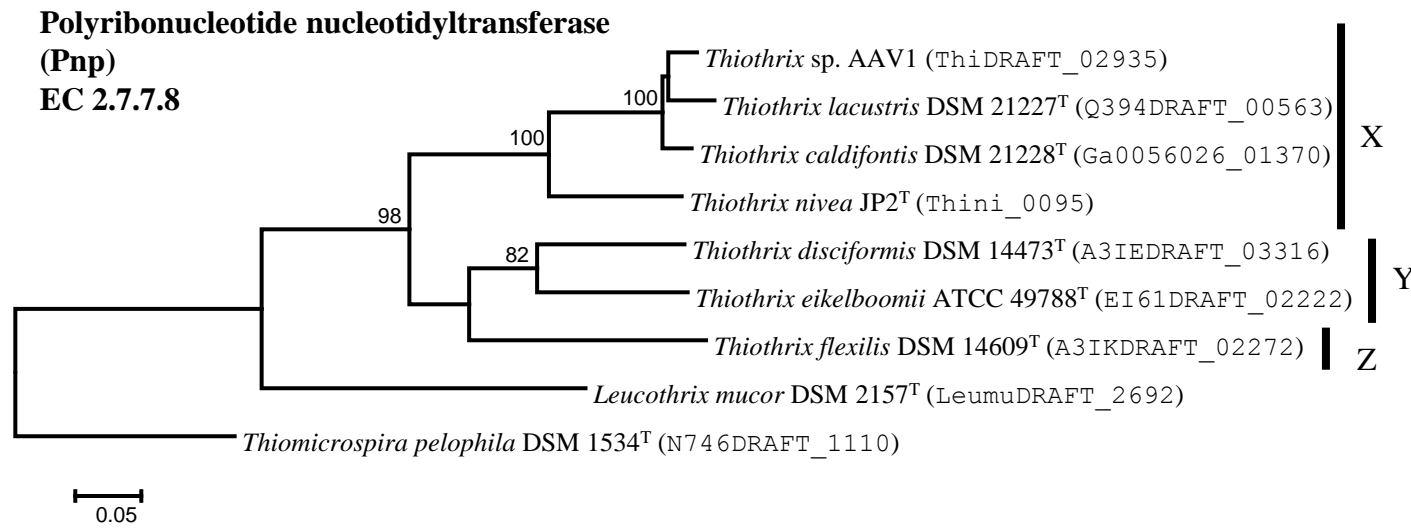 Polyribonucleotide nucleotidyltransferase
(Pnp)
EC 2.7.7.8
Thiothrix sp. AAV1 (ThiDRAFT_02935)
100
Thiothrix lacustris DSM 21227ᵀ (Q394DRAFT_00563)
X
100
Thiothrix caldifontis DSM 21228ᵀ (Ga0056026_01370)
Thiothrix nivea JP2ᵀ (Thini_0095)
98
Thiothrix disciformis DSM 14473ᵀ (A3IEDRAFT_03316)
82
Y
Thiothrix eikelboomii ATCC 49788ᵀ (EI61DRAFT_02222)
Thiothrix flexilis DSM 14609ᵀ (A3IKDRAFT_02272)
Z
Leucothrix mucor DSM 2157ᵀ (LeumuDRAFT_2692)
Thiomicrospira pelophila DSM 1534ᵀ (N746DRAFT_1110)
0.05